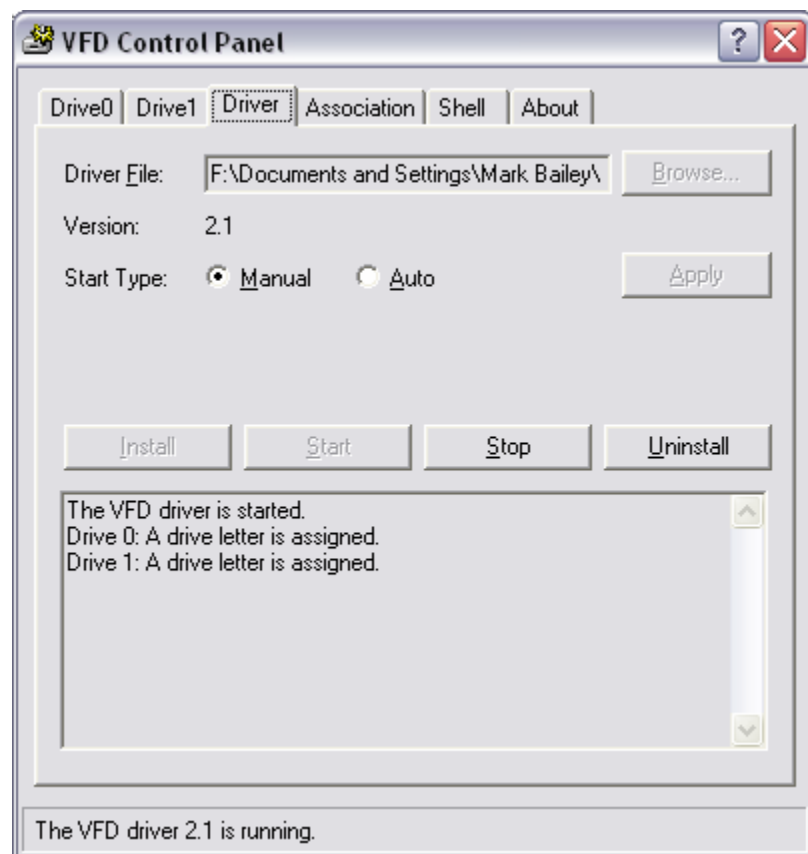 VFD Control Panel
Drive0 Drive1 Driver Association Shell About
Driver File: F:\Documents and Settings\Mark Bailey\ Browse...
Version: 2.1
Start Type: Manual Auto Apply
Install Start Stop Uninstall
The VFD driver is started.
Drive 0: A drive letter is assigned.
Drive 1: A drive letter is assigned.
The VFD driver 2.1 is running.